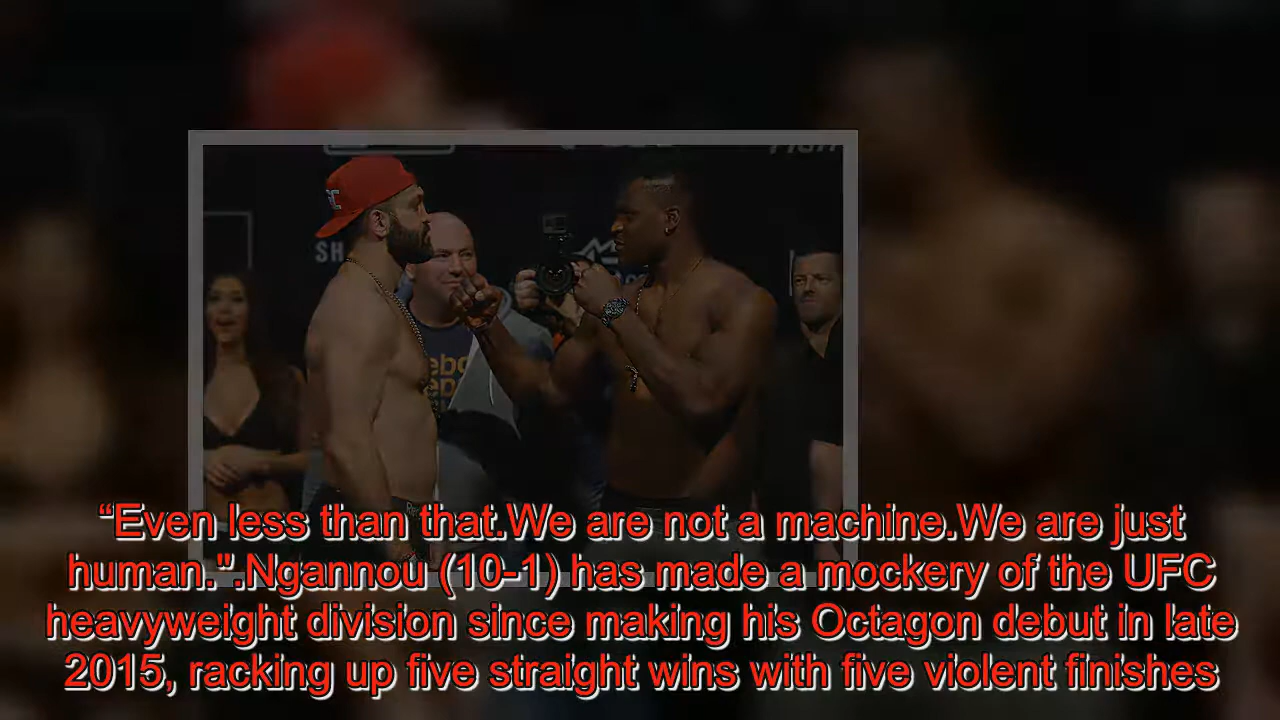 SH
“Even less than that.We are not a machine.We are just
human.".Ngannou (10-1) has made a mockery of the UFC
heavyweight division since making his Octagon debut in late
2015, racking up five straight wins with five violent finishes